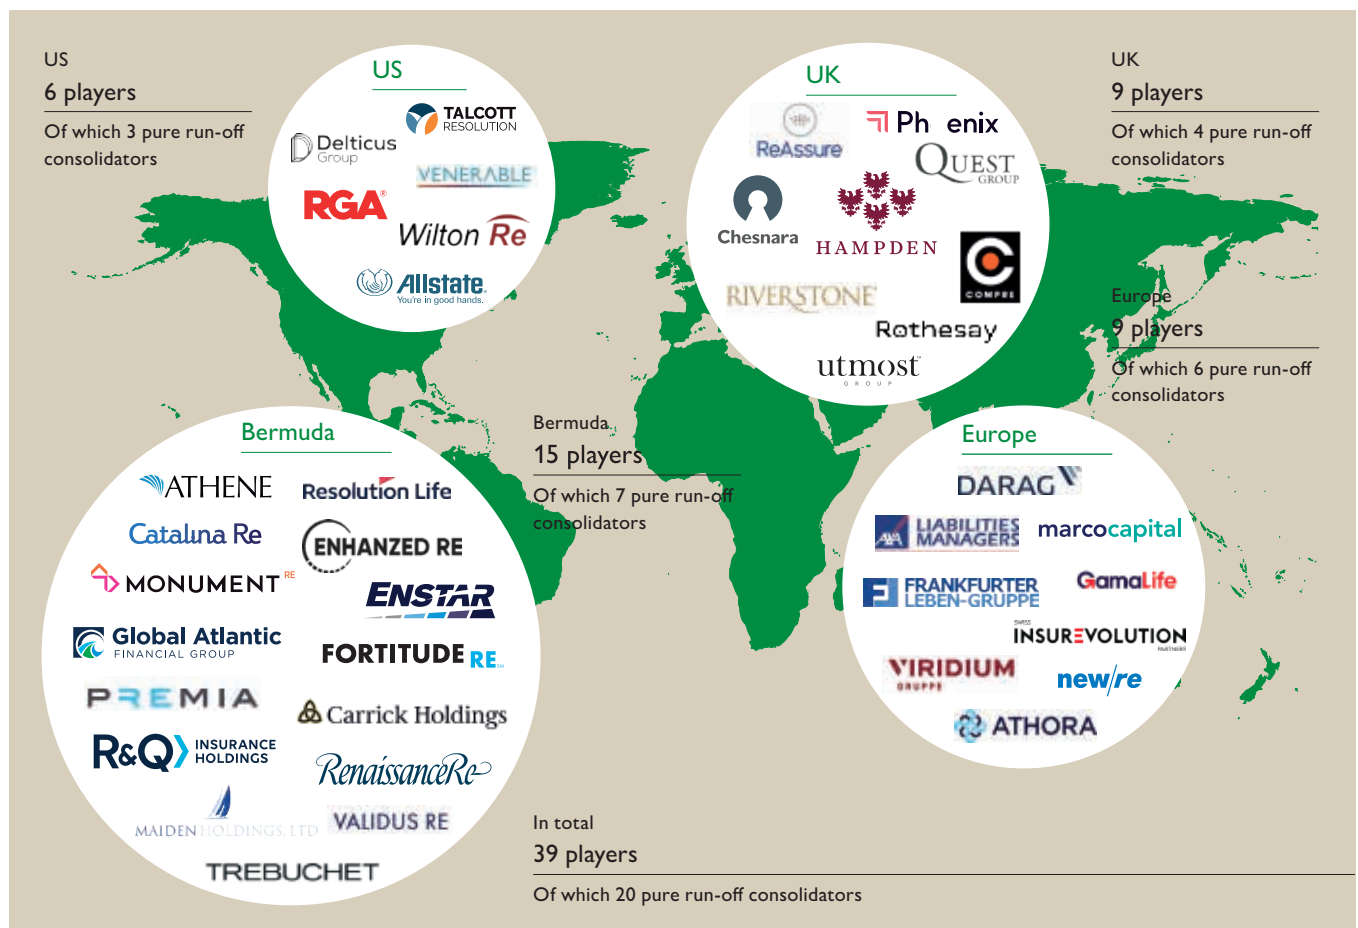 US
6 players
Of which 3 pure run-off
consolidators
US
TALCOTT
RESOLUTION
Delticus
Group
VENERABLE
RGA®
Wilton Re
Allstate®
You're in good hands.
UK
ReAssure
Ph enix
QUEST
GROUP
Chesnara
HAMPDEN
COMPRE
RIVERSTONE
Rothesay
utmost™
GROUP
UK
9 players
Of which 4 pure run-off
consolidators
Europe
9 players
Of which 6 pure run-off
consolidators
Bermuda
ATHENE
Resolution Life
Catalina Re
ENHANZED RE
MONUMENT RE
ENSTAR
Global Atlantic
FINANCIAL GROUP
FORTITUDE RE
PREMIA
Carrick Holdings
R&Q INSURANCE
HOLDINGS
RenaissanceRe
MAIDEN HOLDINGS, LTD
VALIDUS RE
TREBUCHET
Bermuda
15 players
Of which 7 pure run-off
consolidators
Europe
DARAG
AXA LIABILITIES
MANAGERS
marcocapital
FRANKFURTER
LEBEN-GRUPPE
GamaLife
SWISS
INSUREVOLUTION
PARTNERS
VIRIDIUM
GRUPPE
new/re
ATHORA
In total
39 players
Of which 20 pure run-off consolidators